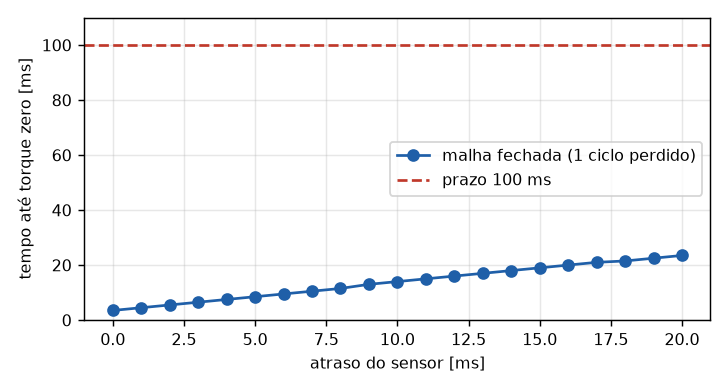 100
80
60
40
20
0
tempo até torque zero [ms]
malha fechada (1 ciclo perdido)
prazo 100 ms
0.0 2.5 5.0 7.5 10.0 12.5 15.0 17.5 20.0
atraso do sensor [ms]